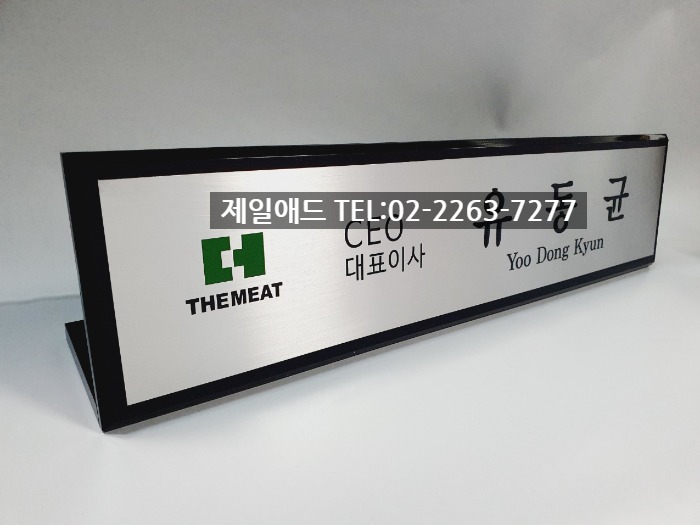 제일애드 TEL:02-2263-7277
THEMEAT
CEO
대표이사
유 동 균
Yoo Dong Kyun